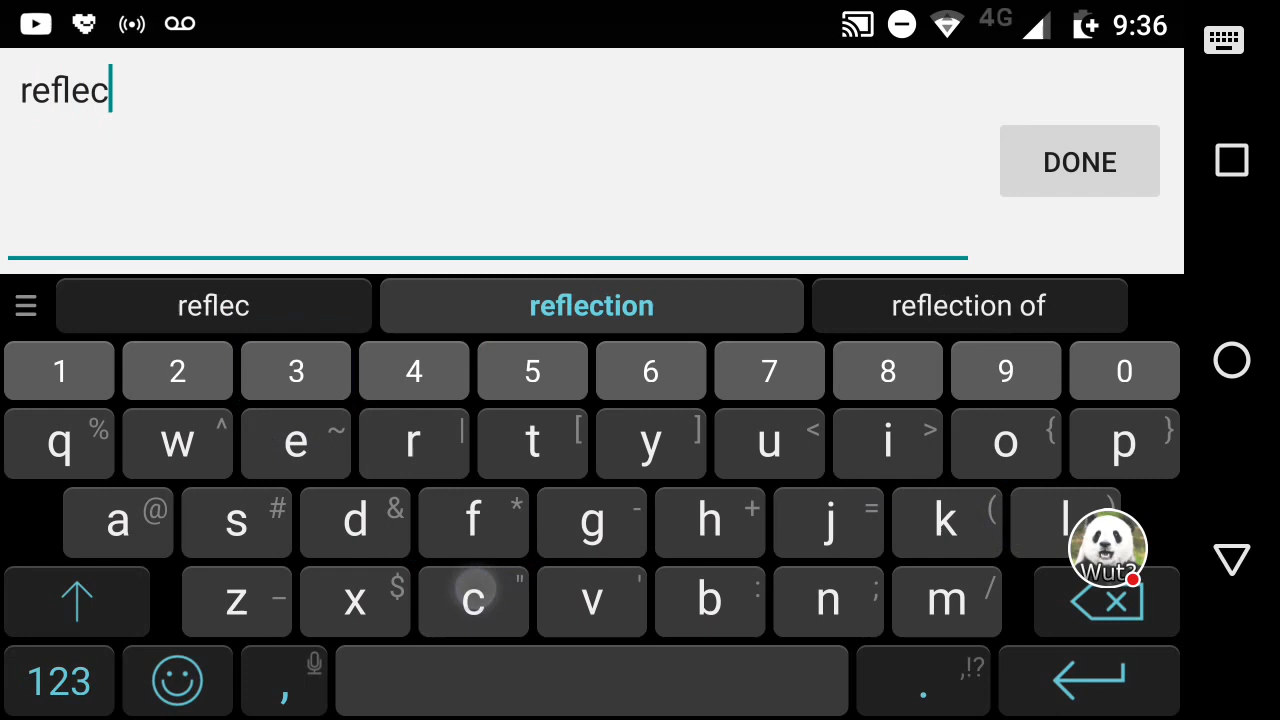 4G 9:36
reflec
DONE
reflec reflection reflection of
1 2 3 4 5 6 7 8 9 0
q % w ^ e ~ r | t [ y ] u < i > o { p }
a @ s # d & f * g - h + j = k ( l )
z _ x $ c " v ' b : n ; m /
Wut?
123 , . ,!?